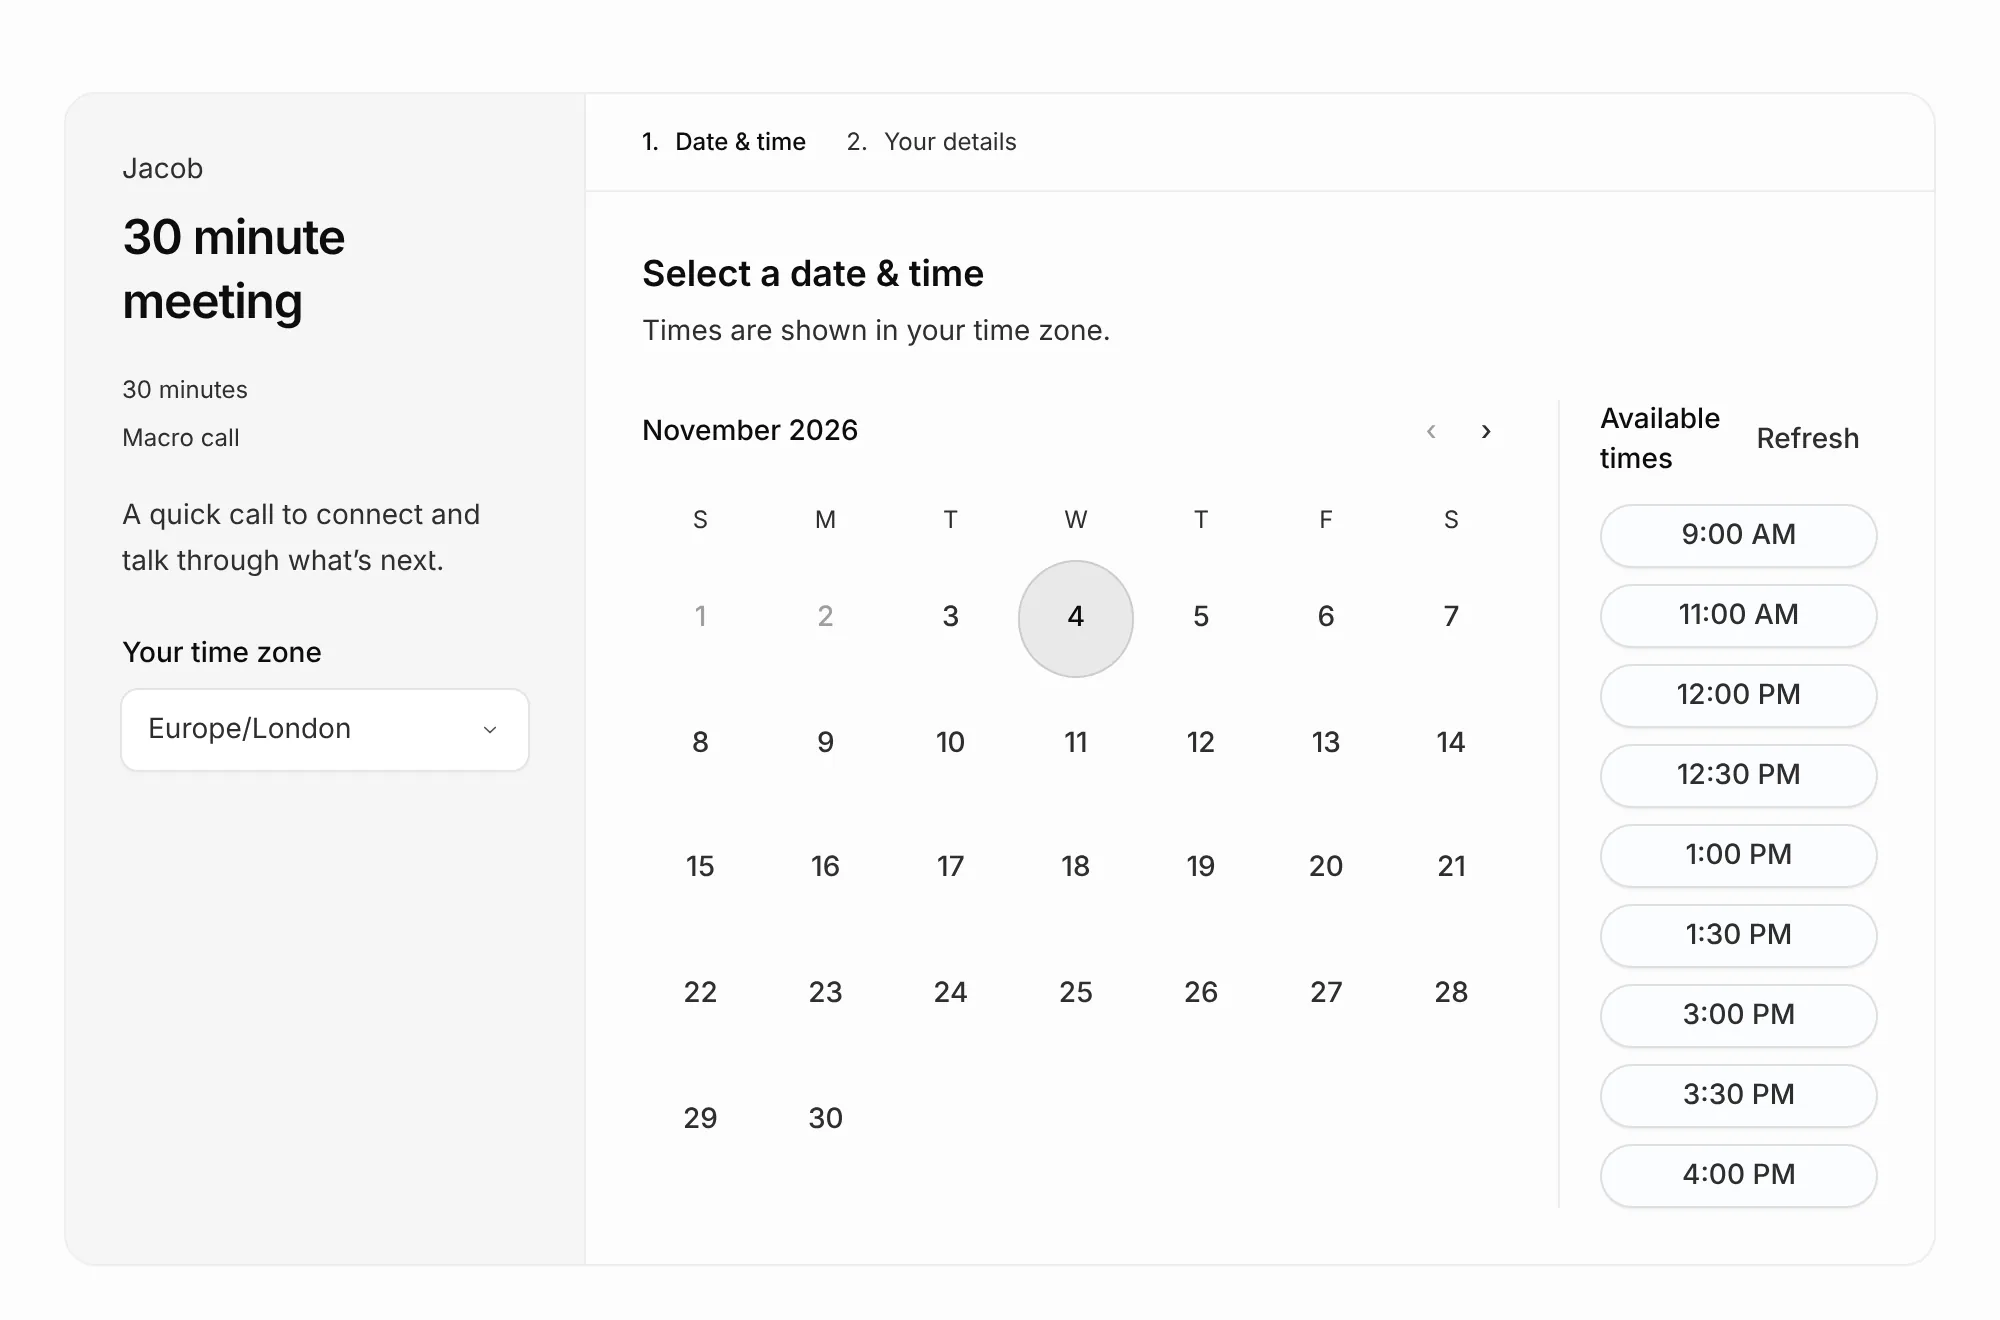 Jacob
30 minute
meeting
30 minutes
Macro call
A quick call to connect and
talk through what’s next.
Your time zone
Europe/London
1. Date & time 2. Your details
Select a date & time
Times are shown in your time zone.
November 2026
S M T W T F S
1 2 3 4 5 6 7
8 9 10 11 12 13 14
15 16 17 18 19 20 21
22 23 24 25 26 27 28
29 30
Available
times
Refresh
9:00 AM
11:00 AM
12:00 PM
12:30 PM
1:00 PM
1:30 PM
3:00 PM
3:30 PM
4:00 PM